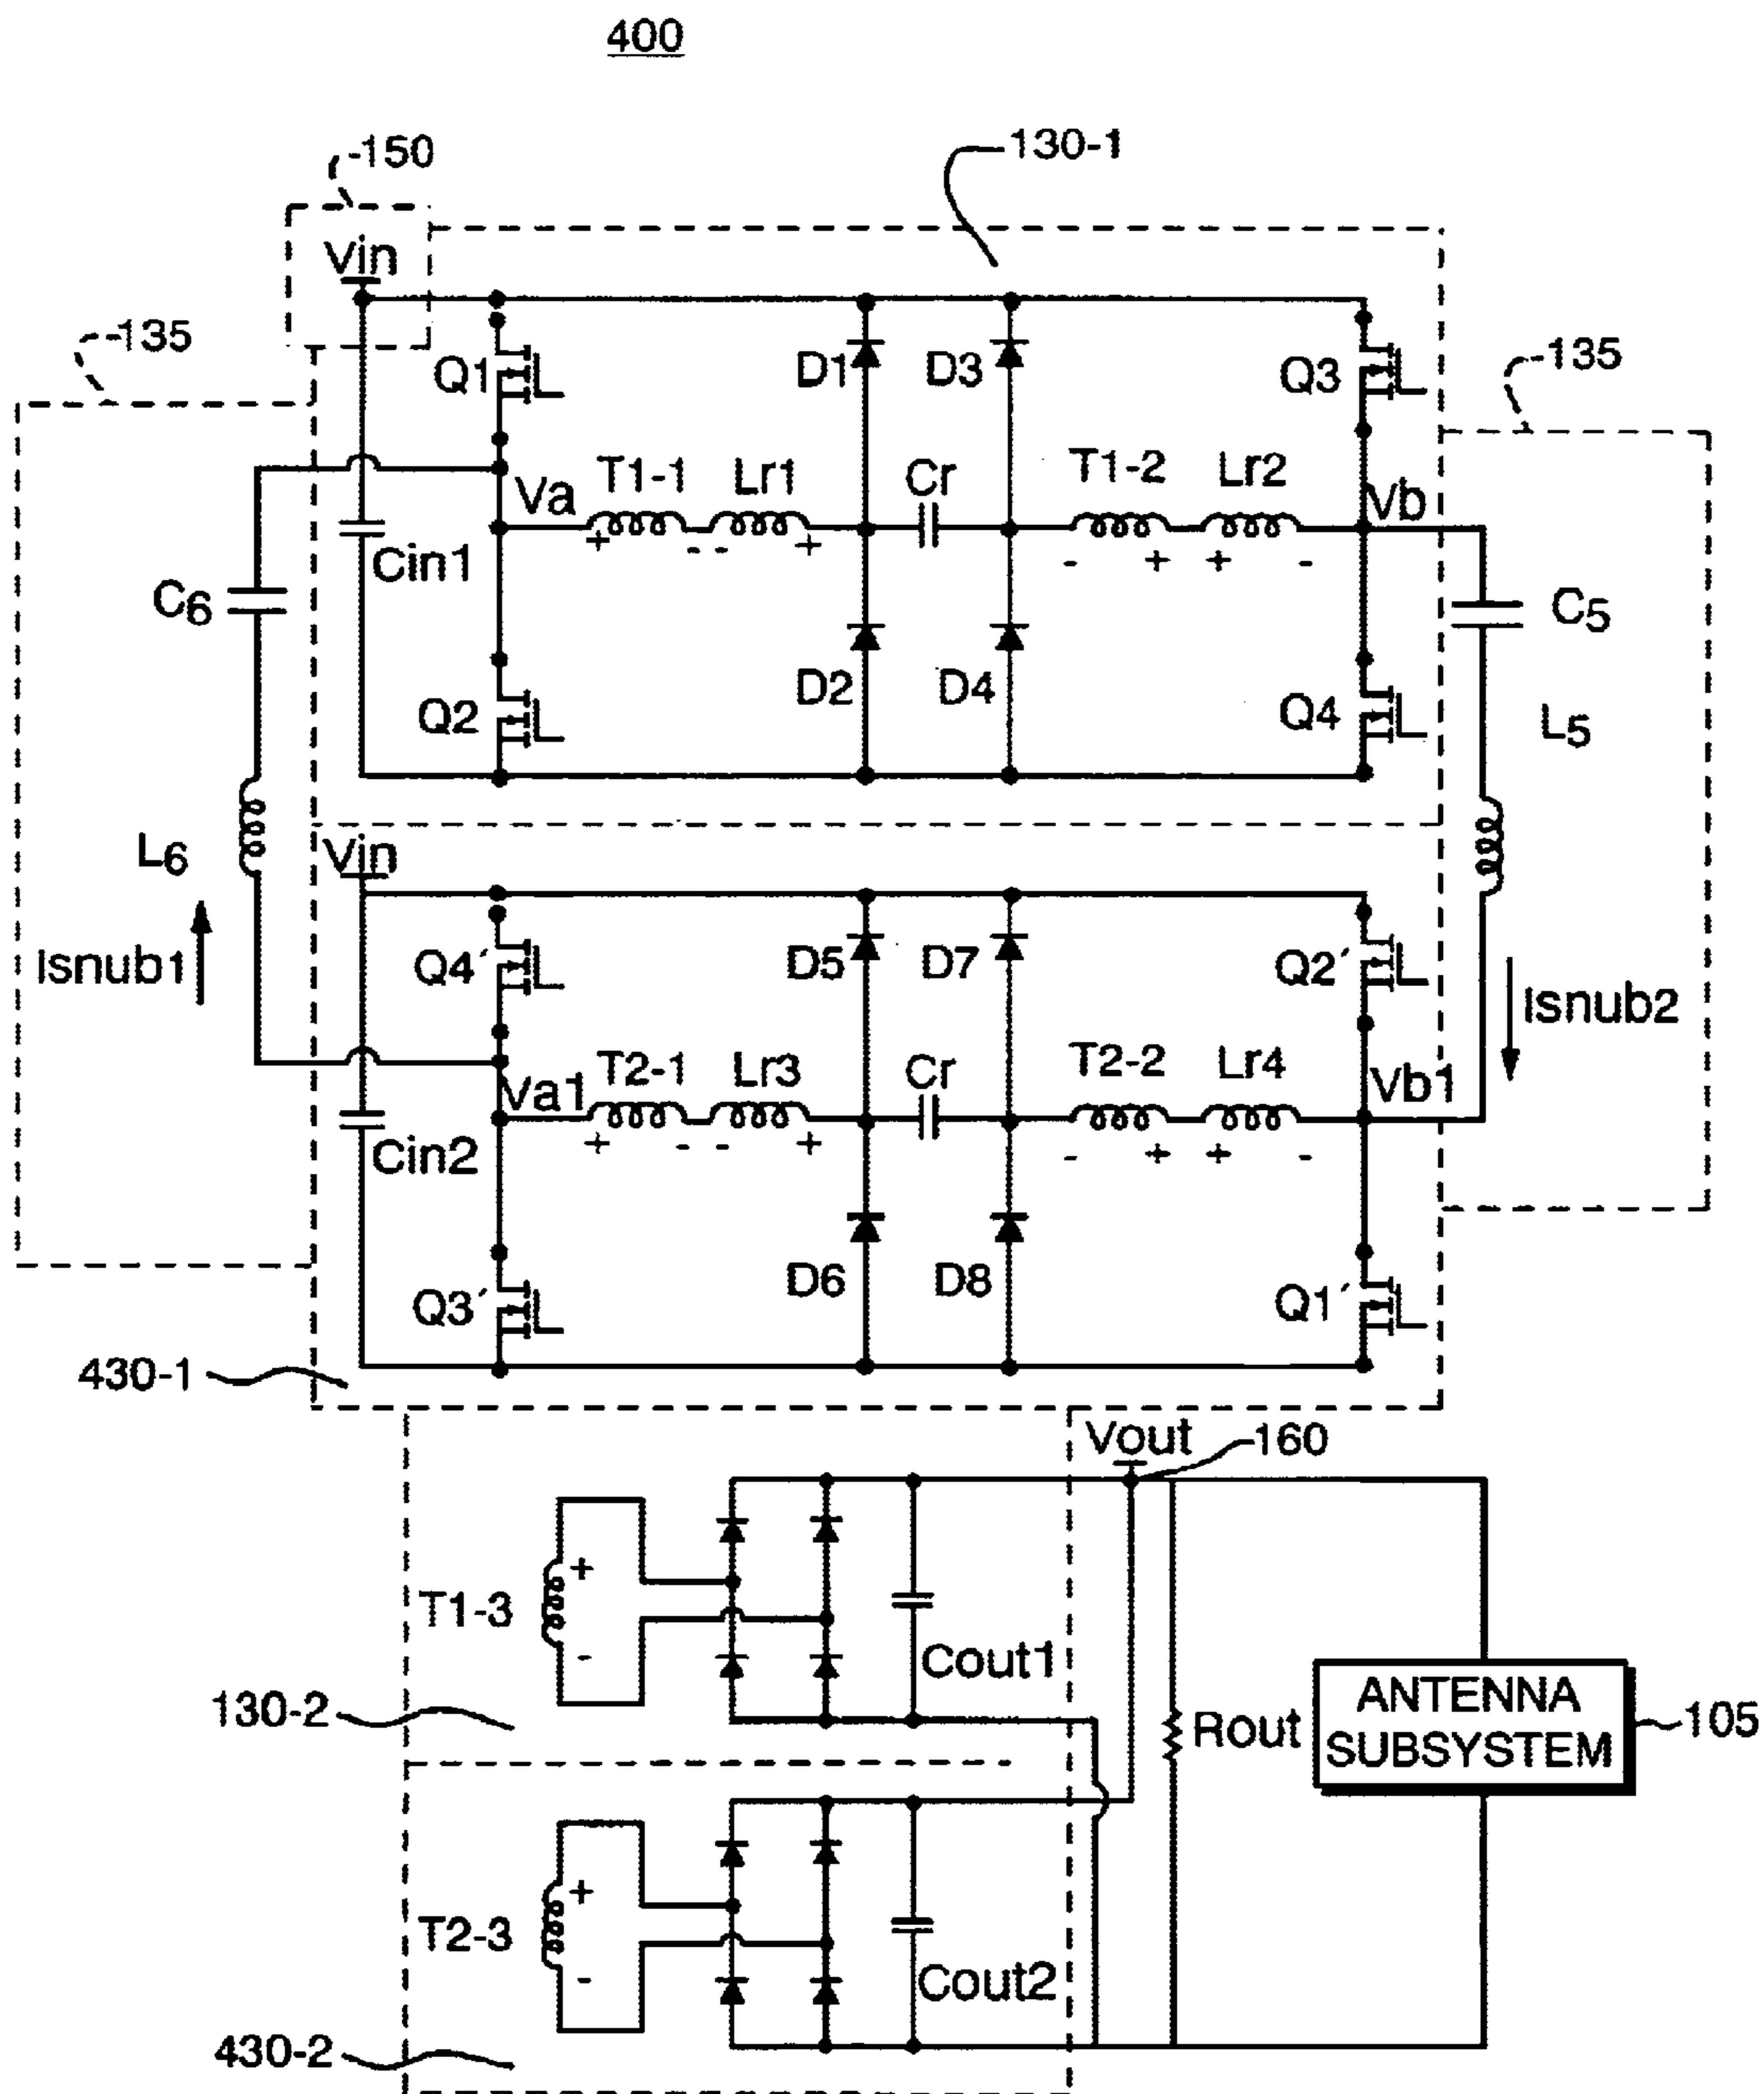 400
150
130-1
Vin
135
135
Q1
D1
D3
Q3
T1-1
Lr1
Cr
T1-2
Lr2
Va
Vb
+
- -
+
-
+
+
-
Cin1
C6
C5
D2
D4
Q2
Q4
L5
Vin
L6
Q4'
D5
D7
Q2'
Isnub1
Isnub2
T2-1
Lr3
Cr
T2-2
Lr4
Va1
Vb1
+
- -
+
-
+
+
-
Cin2
D6
D8
Q3'
Q1'
430-1
Vout
160
+
T1-3
-
Cout1
130-2
Rout
ANTENNA
SUBSYSTEM
105
+
T2-3
-
Cout2
430-2